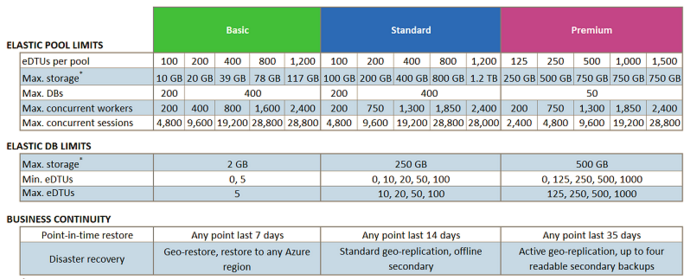 Basic Standard Premium
ELASTIC POOL LIMITS
eDTUs per pool 100 200 400 800 1,200 100 200 400 800 1,200 125 250 500 1,000 1,500
Max. storage* 10 GB 20 GB 39 GB 78 GB 117 GB 100 GB 200 GB 400 GB 800 GB 1.2 TB 250 GB 500 GB 750 GB 750 GB 750 GB
Max. DBs 200 400 200 400 50
Max. concurrent workers 200 400 800 1,600 2,400 200 750 1,300 1,850 2,400 200 750 1,300 1,850 2,400
Max. concurrent sessions 4,800 9,600 19,200 28,800 28,800 4,800 9,600 19,200 28,800 28,000 2,400 4,800 9,600 19,200 28,800
ELASTIC DB LIMITS
Max. storage* 2 GB 250 GB 500 GB
Min. eDTUs 0, 5 0, 10, 20, 50, 100 0, 125, 250, 500, 1000
Max. eDTUs 5 10, 20, 50, 100 125, 250, 500, 1000
BUSINESS CONTINUITY
Point-in-time restore Any point last 7 days Any point last 14 days Any point last 35 days
Disaster recovery Geo-restore, restore to any Azure region Standard geo-replication, offline secondary Active geo-replication, up to four readable secondary backups